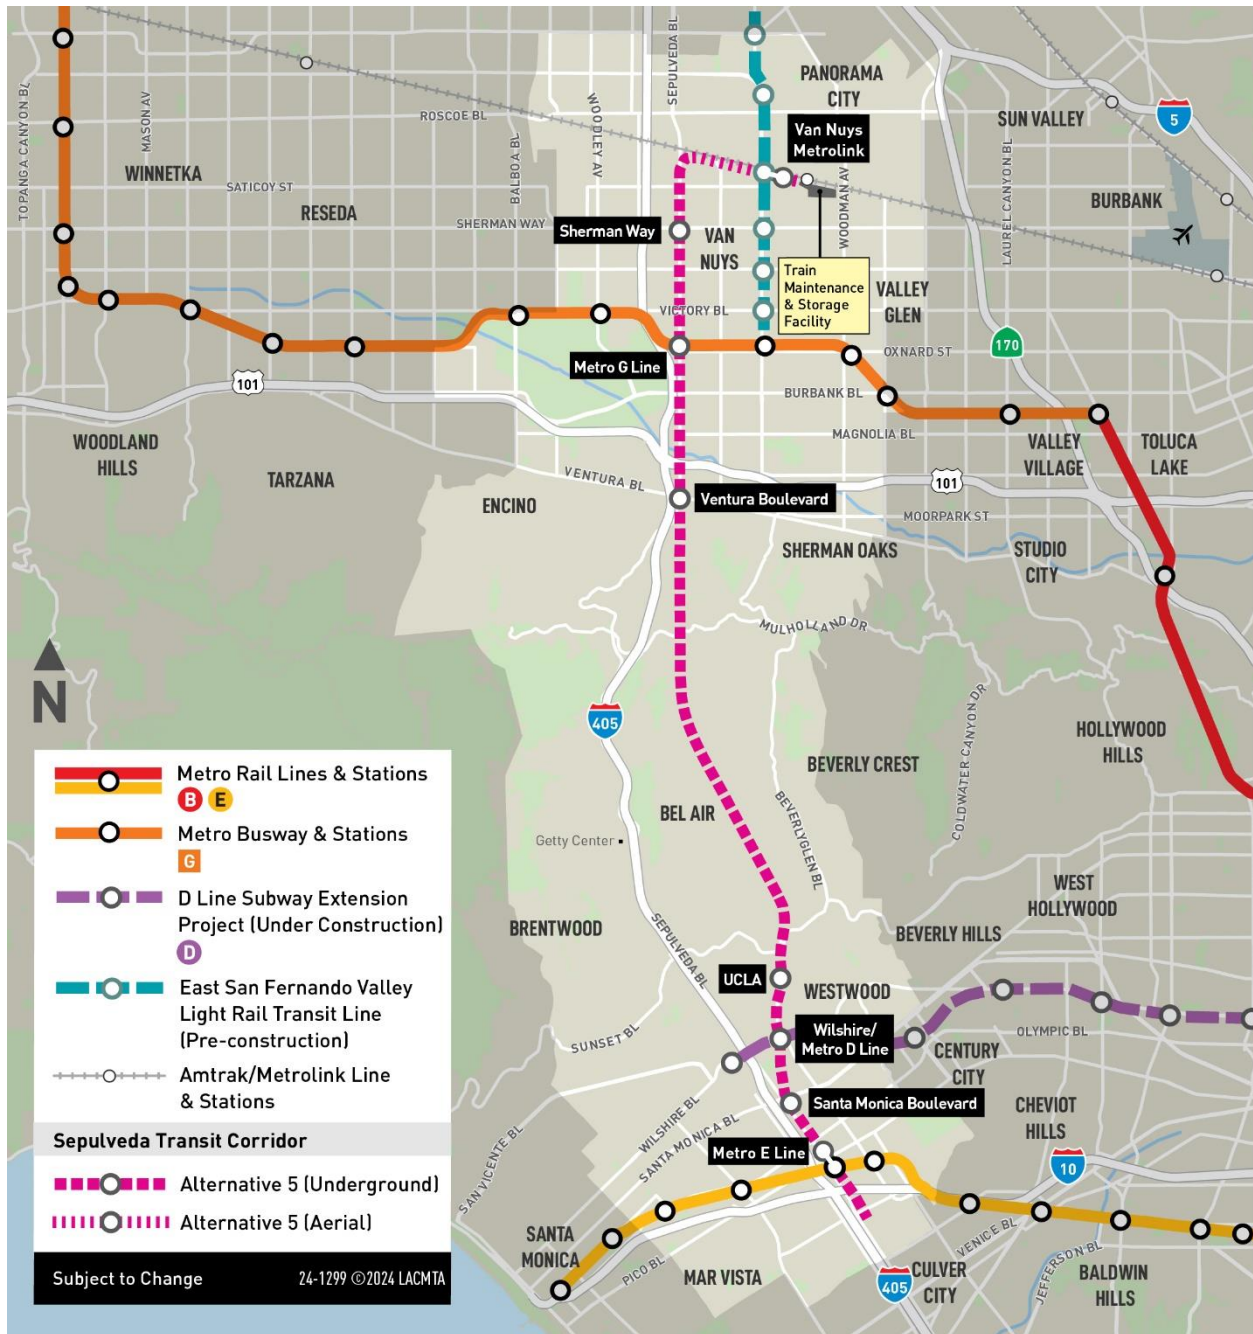 SEPULVEDA BL
PANORAMA
CITY
TOPANGA CANYON BL
MASON AV
ROSCOE BL
WOODLEY AV
BALBOA BL
Van Nuys
Metrolink
SUN VALLEY
5
WINNETKA
SATICOY ST
RESEDA
SHERMAN WAY
Sherman Way
VAN
NUYS
WOODMAN AV
LAUREL CANYON BL
BURBANK
Train
Maintenance
& Storage
Facility
VALLEY
GLEN
VICTORY BL
170
OXNARD ST
Metro G Line
101
BURBANK BL
MAGNOLIA BL
WOODLAND
HILLS
TARZANA
VALLEY
VILLAGE
TOLUCA
LAKE
VENTURA BL
ENCINO
Ventura Boulevard
101
MOORPARK ST
SHERMAN OAKS
STUDIO
CITY
MULHOLLAND DR
N
405
COLDWATER CANYON DR
HOLLYWOOD
HILLS
BEVERLY CREST
BEL AIR
BEVERLYGLEN BL
Getty Center
WEST
HOLLYWOOD
BRENTWOOD
SEPULVEDA BL
BEVERLY HILLS
UCLA
WESTWOOD
SUNSET BL
Wilshire/
Metro D Line
OLYMPIC BL
CENTURY
CITY
WILSHIRE BL
SANTA MONICA BL
Santa Monica Boulevard
CHEVIOT
HILLS
SAN VICENTE BL
Metro E Line
10
SANTA
MONICA
PICO BL
MAR VISTA
VENICE BL
JEFFERSON BL
CULVER
CITY
405
BALDWIN
HILLS
Metro Rail Lines & Stations
B E
Metro Busway & Stations
G
D Line Subway Extension
Project (Under Construction)
D
East San Fernando Valley
Light Rail Transit Line
(Pre-construction)
Amtrak/Metrolink Line
& Stations
Sepulveda Transit Corridor
Alternative 5 (Underground)
Alternative 5 (Aerial)
Subject to Change 24-1299 ©2024 LACMTA